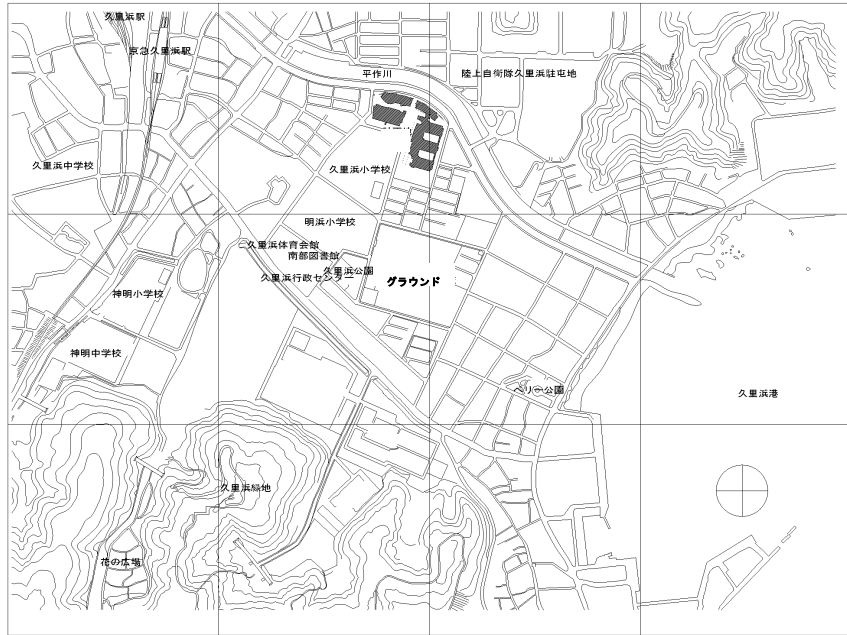 久里浜駅
京急久里浜駅
平作川
陸上自衛隊久里浜駐屯地
久里浜中学校
久里浜小学校
明浜小学校
久里浜体育会館
南部図書館
久里浜公園
久里浜行政センター
グラウンド
神明小学校
神明中学校
ペリー公園
久里浜港
久里浜緑地
花の広場